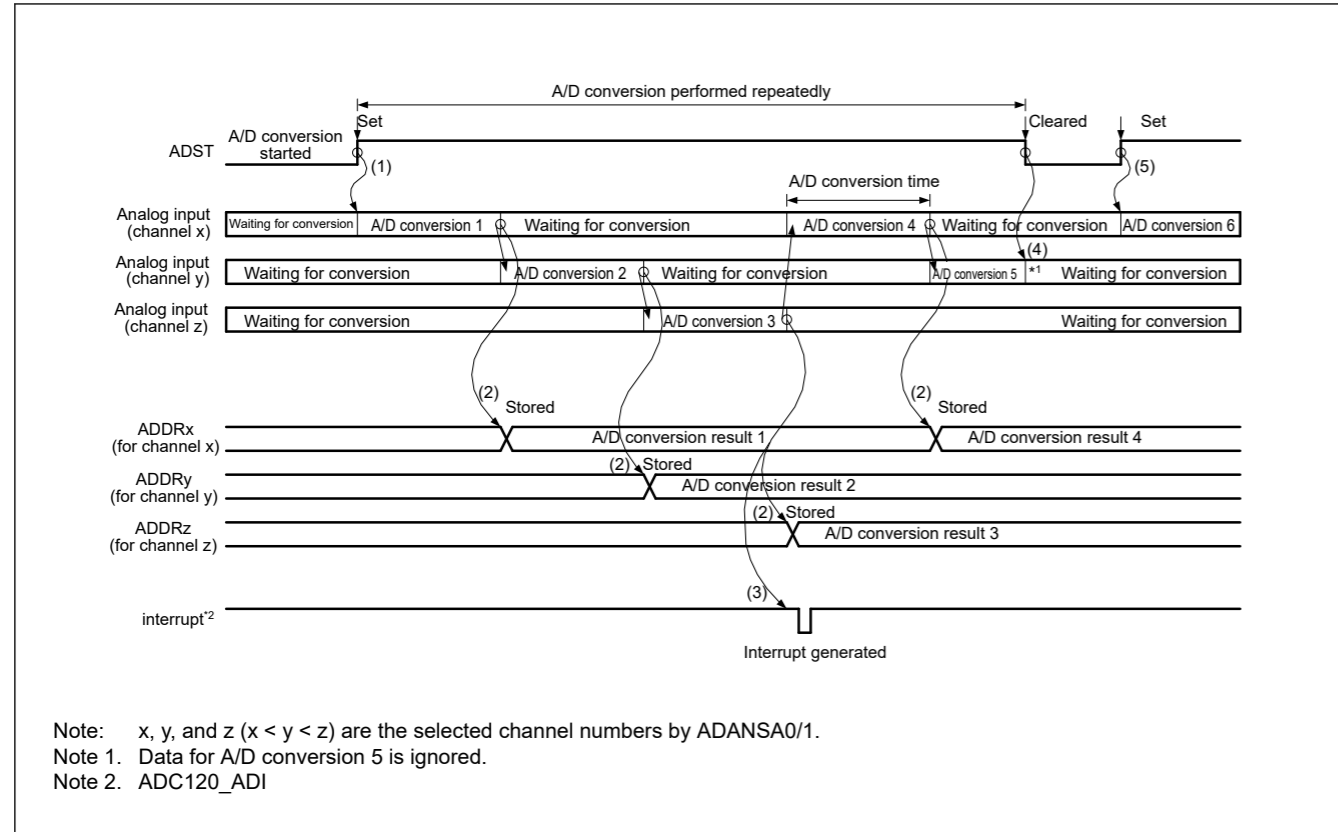 A/D conversion performed repeatedly
Set
Cleared
Set
ADST
A/D conversion
started
(1)
(5)
A/D conversion time
Analog input
(channel x)
Waiting for conversion
A/D conversion 1
Waiting for conversion
A/D conversion 4
Waiting for conversion
A/D conversion 6
(4)
Analog input
(channel y)
Waiting for conversion
A/D conversion 2
Waiting for conversion
A/D conversion 5
*1
Waiting for conversion
Analog input
(channel z)
Waiting for conversion
A/D conversion 3
Waiting for conversion
(2)
Stored
(2)
Stored
ADDRx
(for channel x)
A/D conversion result 1
A/D conversion result 4
(2)
Stored
ADDRy
(for channel y)
A/D conversion result 2
(2)
Stored
ADDRz
(for channel z)
A/D conversion result 3
(3)
interrupt*2
Interrupt generated
Note: x, y, and z (x < y < z) are the selected channel numbers by ADANSA0/1.
Note 1. Data for A/D conversion 5 is ignored.
Note 2. ADC120_ADI